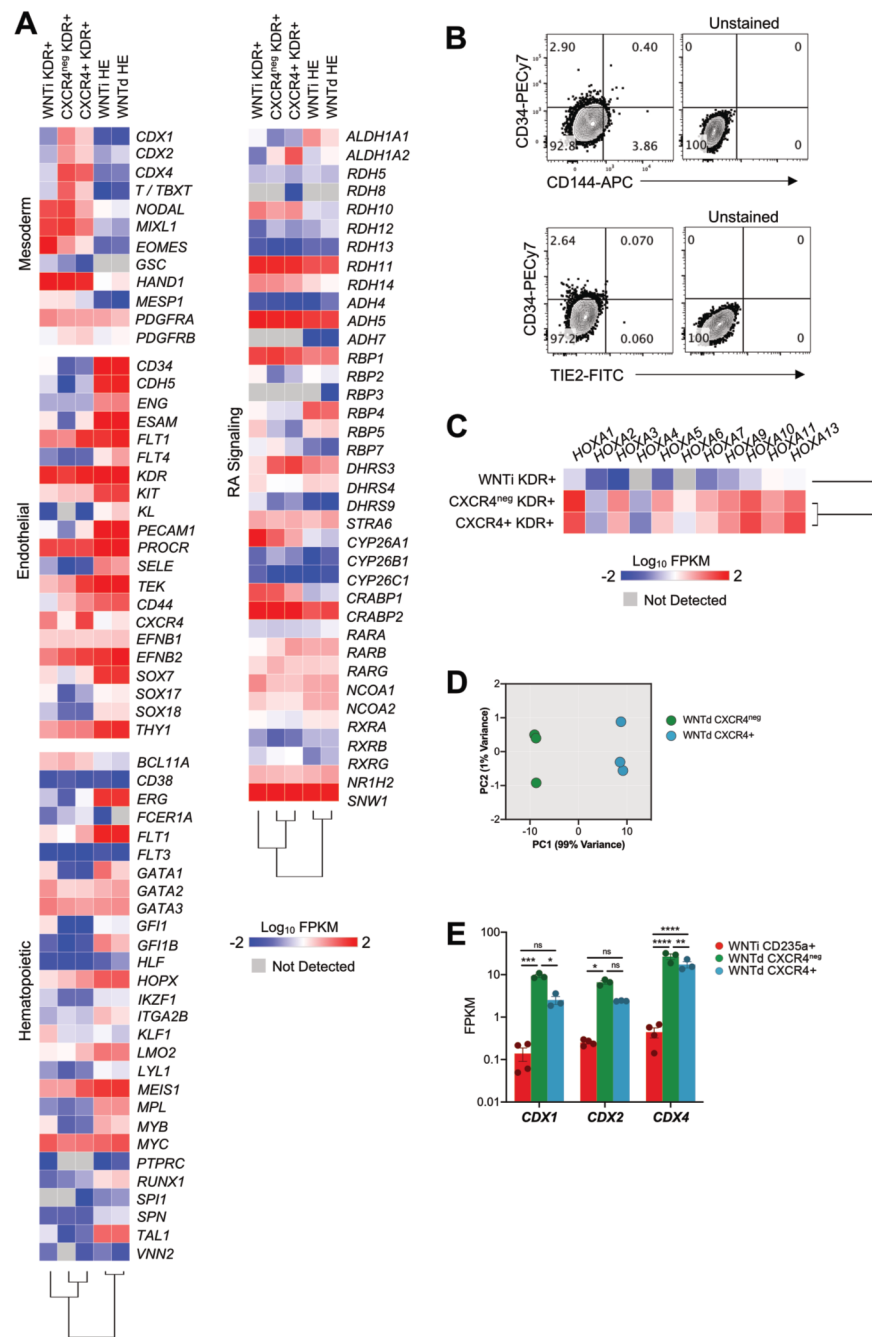 A
WNTi KDR+
CXCR4neg KDR+
CXCR4+ KDR+
WNTi HE
WNTd HE
Mesoderm
CDX1
CDX2
CDX4
T / TBXT
NODAL
MIXL1
EOMES
GSC
HAND1
MESP1
PDGFRA
PDGFRB
Endothelial
CD34
CDH5
ENG
ESAM
FLT1
FLT4
KDR
KIT
KL
PECAM1
PROCR
SELE
TEK
CD44
CXCR4
EFNB1
EFNB2
SOX7
SOX17
SOX18
THY1
Hematopoietic
BCL11A
CD38
ERG
FCER1A
FLT1
FLT3
GATA1
GATA2
GATA3
GFI1
GFI1B
HLF
HOPX
IKZF1
ITGA2B
KLF1
LMO2
LYL1
MEIS1
MPL
MYB
MYC
PTPRC
RUNX1
SPI1
SPN
TAL1
VNN2
WNTi KDR+
CXCR4neg KDR+
CXCR4+ KDR+
WNTi HE
WNTd HE
RA Signaling
ALDH1A1
ALDH1A2
RDH5
RDH8
RDH10
RDH12
RDH13
RDH11
RDH14
ADH4
ADH5
ADH7
RBP1
RBP2
RBP3
RBP4
RBP5
RBP7
DHRS3
DHRS4
DHRS9
STRA6
CYP26A1
CYP26B1
CYP26C1
CRABP1
CRABP2
RARA
RARB
RARG
NCOA1
NCOA2
RXRA
RXRB
RXRG
NR1H2
SNW1
Log10 FPKM
-2 2
Not Detected
B
Unstained
CD34-PECy7
2.90 0.40
92.8 3.86
0 0
100 0
CD144-APC
Unstained
CD34-PECy7
2.64 0.070
97.2 0.060
0 0
100 0
TIE2-FITC
C
HOXA1 HOXA2 HOXA3 HOXA4 HOXA5 HOXA6 HOXA7 HOXA9 HOXA10 HOXA11 HOXA13
WNTi KDR+
CXCR4neg KDR+
CXCR4+ KDR+
Log10 FPKM
-2 2
Not Detected
D
PC2 (1% Variance)
2
1
0
-1
-2
-10 0 10
PC1 (99% Variance)
WNTd CXCR4neg
WNTd CXCR4+
E
FPKM
100
10
1
0.1
0.01
ns
*** *
ns
* ns
****
**** **
CDX1 CDX2 CDX4
WNTi CD235a+
WNTd CXCR4neg
WNTd CXCR4+